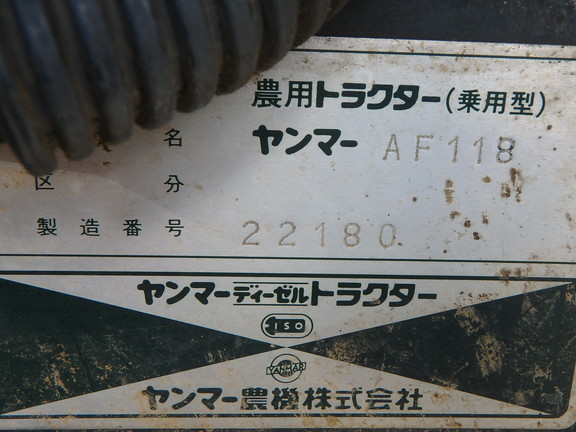 農用トラクター(乗用型)
名 ヤンマー AF118
区分
製造番号 22180
ヤンマーディーゼルトラクター
ISO
YANMAR
ヤンマー農機株式会社